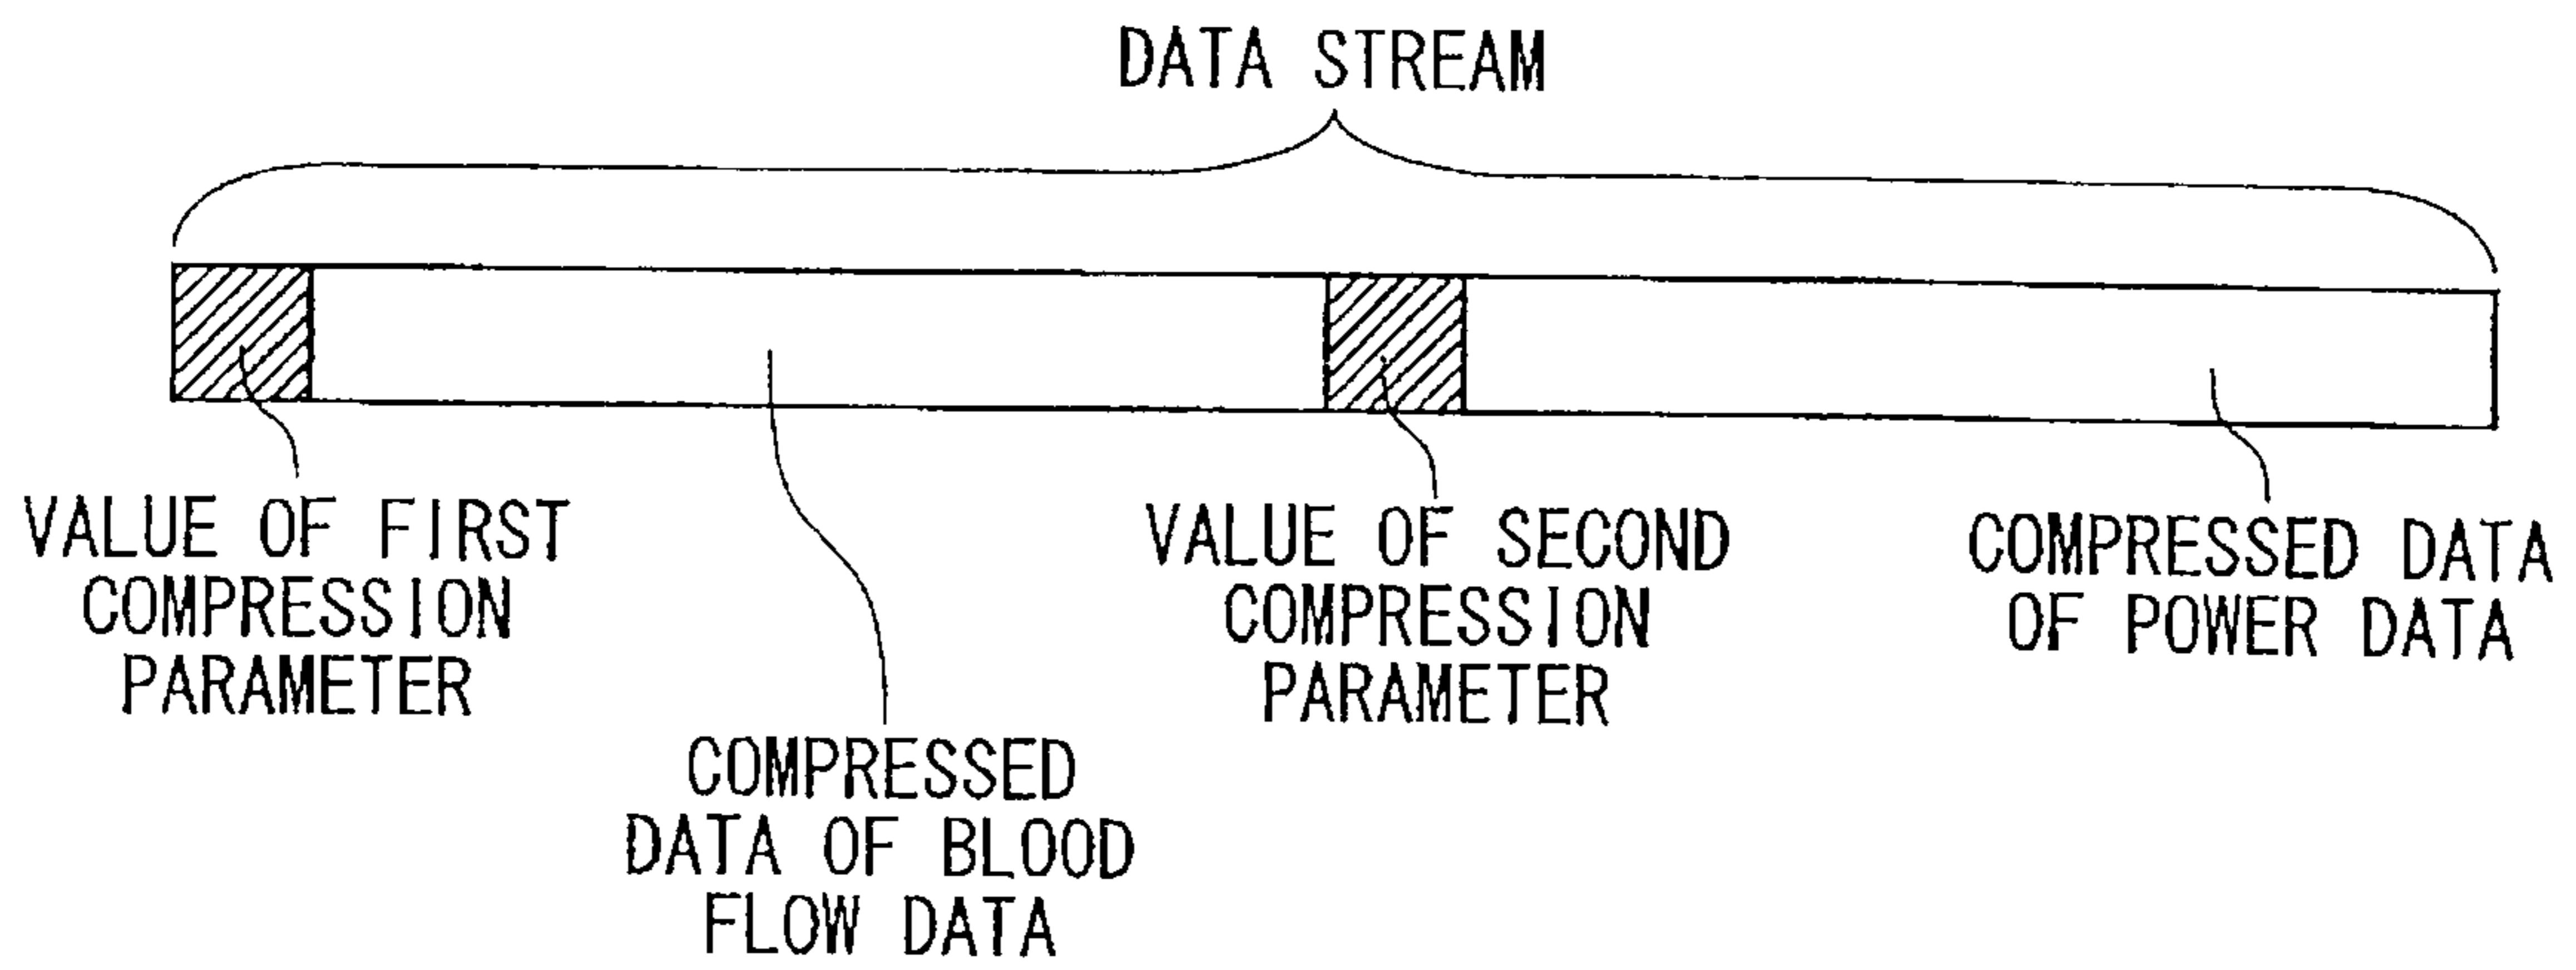 DATA STREAM
VALUE OF FIRST
COMPRESSION
PARAMETER
COMPRESSED
DATA OF BLOOD
FLOW DATA
VALUE OF SECOND
COMPRESSION
PARAMETER
COMPRESSED DATA
OF POWER DATA